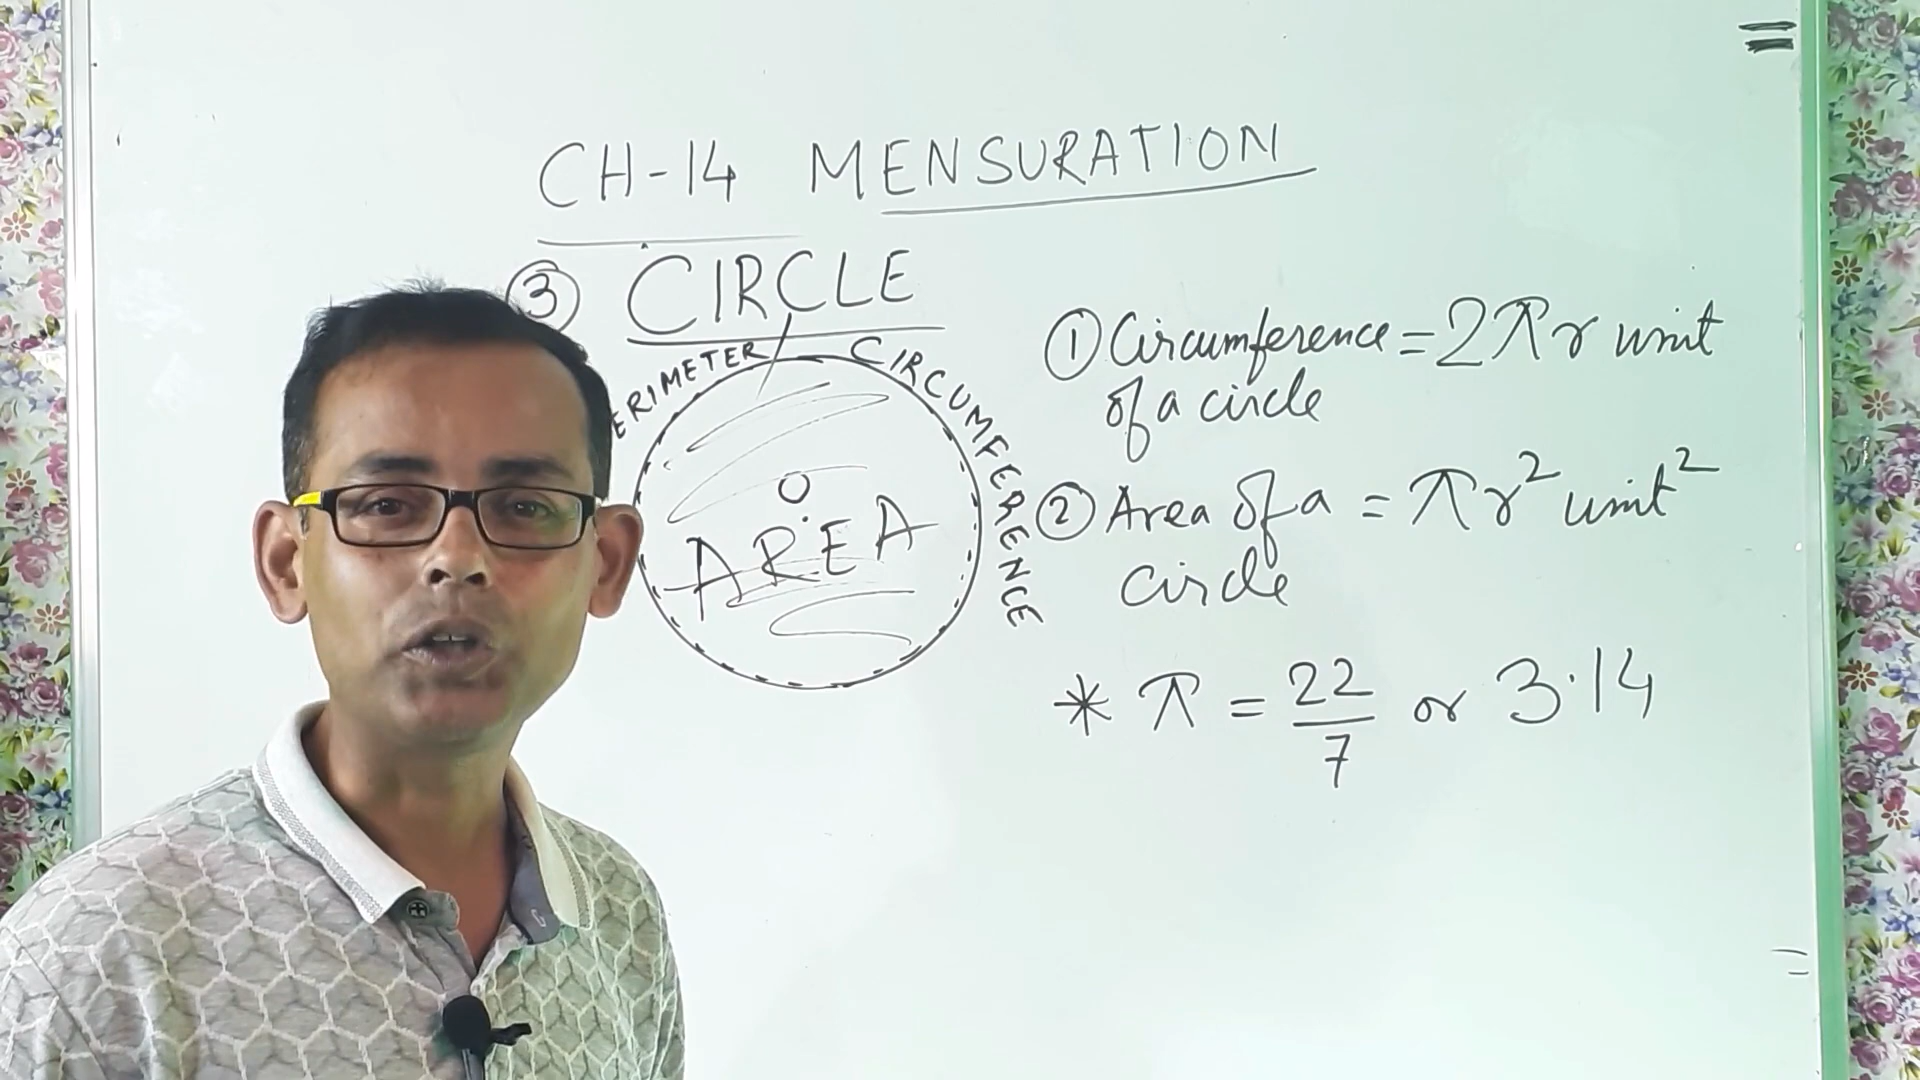 CH-14 MENSURATION
③ CIRCLE
ERIMETER CIRCUMFERENCE
O
AREA
① Circumference = 2πr unit
of a circle
② Area of a = πr² unit²
circle
* π = 22/7 or 3.14